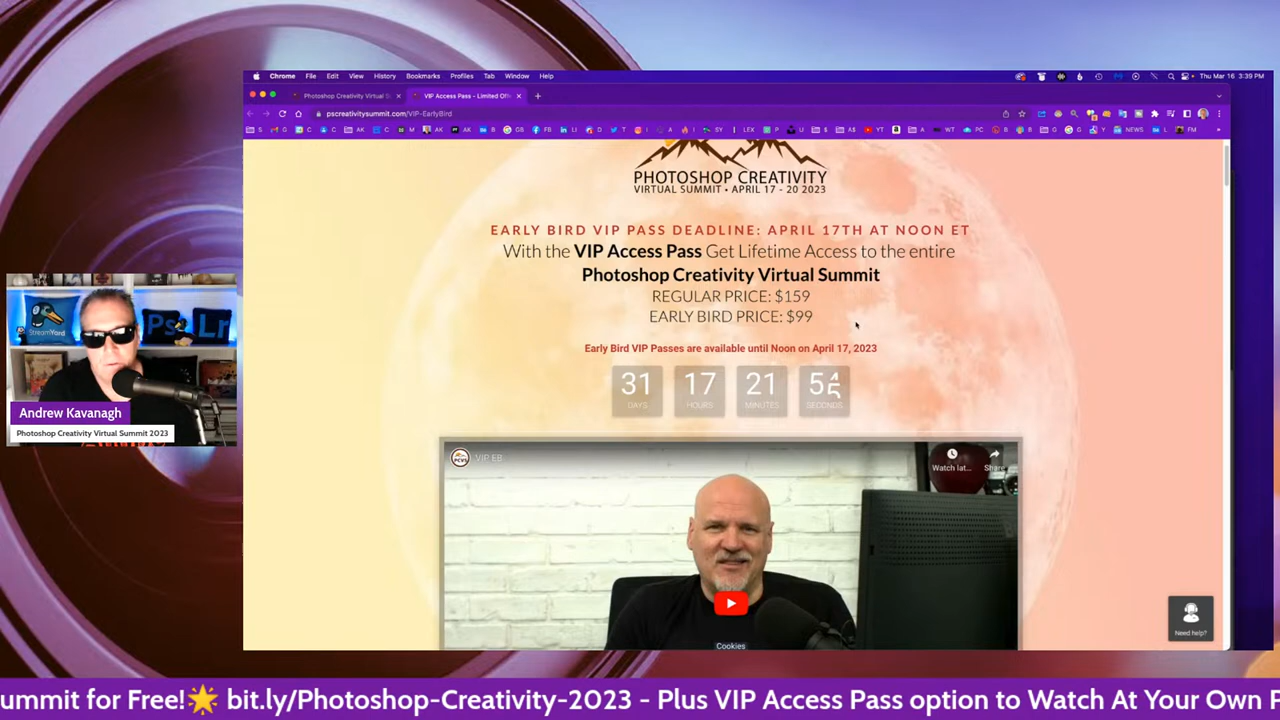 Chrome File Edit View History Bookmarks Profiles Tab Window Help
Thu Mar 16 3:39 PM
Photoshop Creativity Virtual S
VIP Access Pass - Limited Off
pscreativitysummit.com/VIP-EarlyBird
PHOTOSHOP CREATIVITY
VIRTUAL SUMMIT • APRIL 17 - 20 2023
EARLY BIRD VIP PASS DEADLINE: APRIL 17TH AT NOON ET
With the VIP Access Pass Get Lifetime Access to the entire
Photoshop Creativity Virtual Summit
REGULAR PRICE: $159
EARLY BIRD PRICE: $99
Early Bird VIP Passes are available until Noon on April 17, 2023
31 17 21
DAYS HOURS MINUTES SECONDS
VIP EB
Watch lat... Share
Cookies
Need help?
StreamYard
Ps
Lr
Andrew Kavanagh
Photoshop Creativity Virtual Summit 2023
ummit for Free!🌟 bit.ly/Photoshop-Creativity-2023 - Plus VIP Access Pass option to Watch At Your Own P